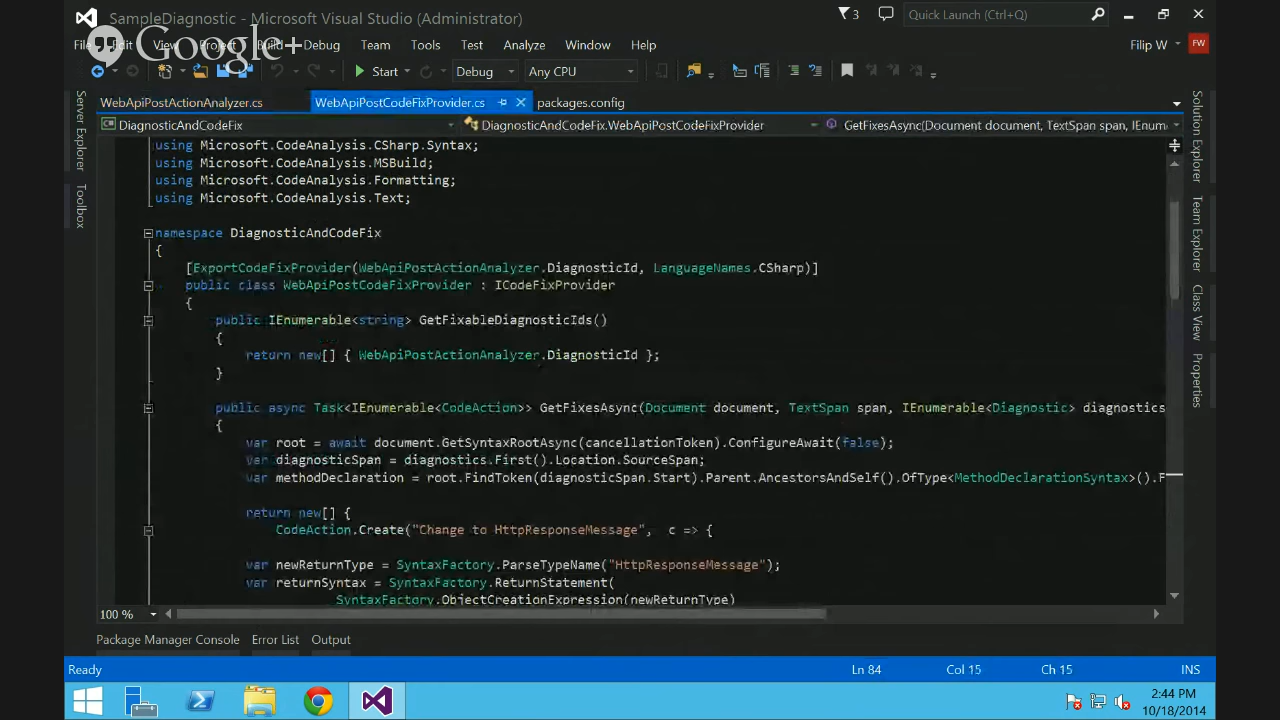 SampleDiagnostic - Microsoft Visual Studio (Administrator)
3
Quick Launch (Ctrl+Q)
Google+
File Edit View Project Build Debug Team Tools Test Analyze Window Help
Filip W FW
Start Debug Any CPU
WebApiPostActionAnalyzer.cs WebApiPostCodeFixProvider.cs packages.config
DiagnosticAndCodeFix DiagnosticAndCodeFix.WebApiPostCodeFixProvider GetFixesAsync(Document document, TextSpan span, IEnum
using Microsoft.CodeAnalysis.CSharp.Syntax;
using Microsoft.CodeAnalysis.MSBuild;
using Microsoft.CodeAnalysis.Formatting;
using Microsoft.CodeAnalysis.Text;
namespace DiagnosticAndCodeFix
{
[ExportCodeFixProvider(WebApiPostActionAnalyzer.DiagnosticId, LanguageNames.CSharp)]
public class WebApiPostCodeFixProvider : ICodeFixProvider
{
public IEnumerable<string> GetFixableDiagnosticIds()
{
return new[] { WebApiPostActionAnalyzer.DiagnosticId };
}
public async Task<IEnumerable<CodeAction>> GetFixesAsync(Document document, TextSpan span, IEnumerable<Diagnostic> diagnostics
{
var root = await document.GetSyntaxRootAsync(cancellationToken).ConfigureAwait(false);
var diagnosticSpan = diagnostics.First().Location.SourceSpan;
var methodDeclaration = root.FindToken(diagnosticSpan.Start).Parent.AncestorsAndSelf().OfType<MethodDeclarationSyntax>().F
return new[] {
CodeAction.Create("Change to HttpResponseMessage", c => {
var newReturnType = SyntaxFactory.ParseTypeName("HttpResponseMessage");
var returnSyntax = SyntaxFactory.ReturnStatement(
SyntaxFactory.ObjectCreationExpression(newReturnType)
100 %
Server Explorer
Toolbox
Solution Explorer
Team Explorer
Class View
Properties
Package Manager Console Error List Output
Ready Ln 84 Col 15 Ch 15 INS
2:44 PM
10/18/2014